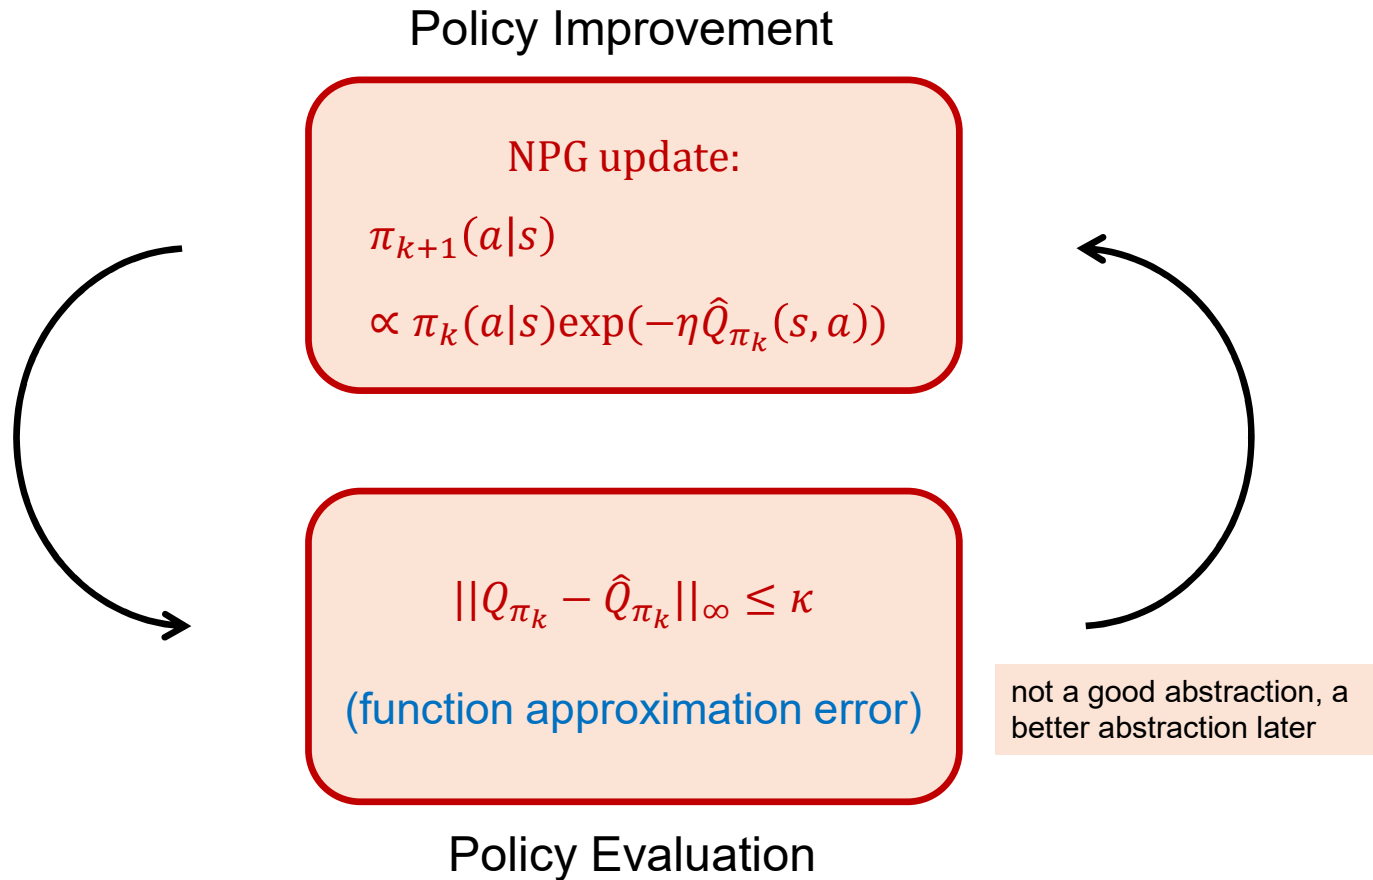 Policy Improvement
NPG update:
π_{k+1}(a|s)
∝ π_k(a|s)exp(−ηQ̂_{π_k}(s, a))
||Q_{π_k} − Q̂_{π_k}||_∞ ≤ κ
(function approximation error)
not a good abstraction, a
better abstraction later
Policy Evaluation